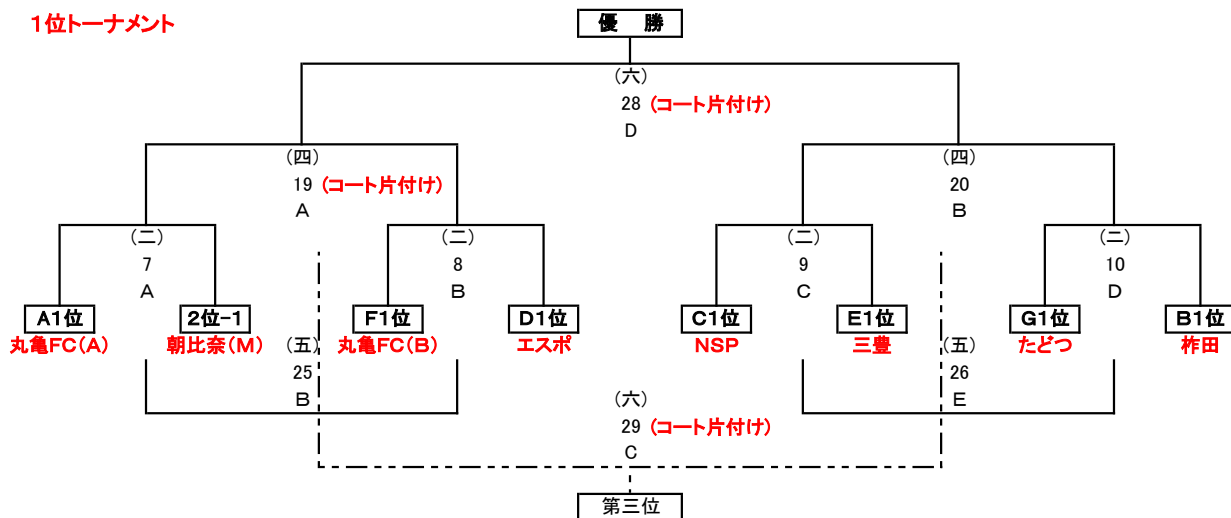 1位トーナメント
優 勝
(六)
28 (コート片付け)
D
(四)
19 (コート片付け)
A
(四)
20
B
(二)
7
A
(二)
8
B
(二)
9
C
(二)
10
D
A1位 2位-1 F1位 D1位 C1位 E1位 G1位 B1位
丸亀FC(A) 朝比奈(M) 丸亀FC(B) エスポ NSP 三豊 たどつ 柞田
(五)
25
B
(五)
26
E
(六)
29 (コート片付け)
C
第三位